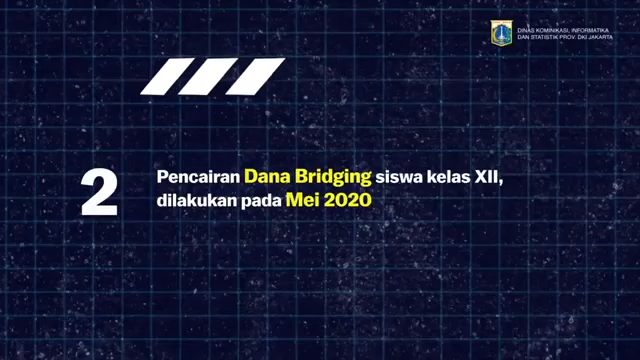 DINAS KOMINIKASI, INFORMATIKA
DAN STATISTIK PROV. DKI JAKARTA
2
Pencairan Dana Bridging siswa kelas XII,
dilakukan pada Mei 2020